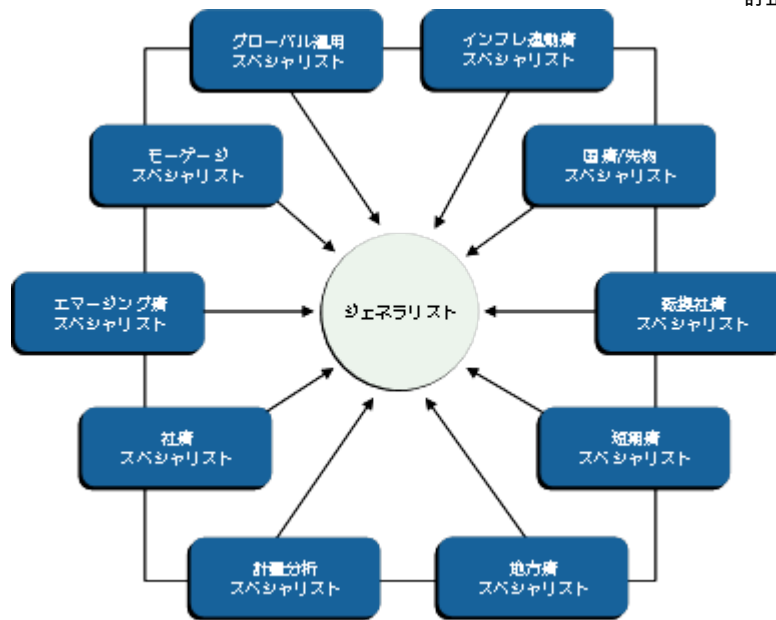 グローバル運用
スペシャリスト
インフレ連動債
スペシャリスト
モーゲージ
スペシャリスト
国債/先物
スペシャリスト
エマージング債
スペシャリスト
ジェネラリスト
転換社債
スペシャリスト
社債
スペシャリスト
短期債
スペシャリスト
計量分析
スペシャリスト
地方債
スペシャリスト